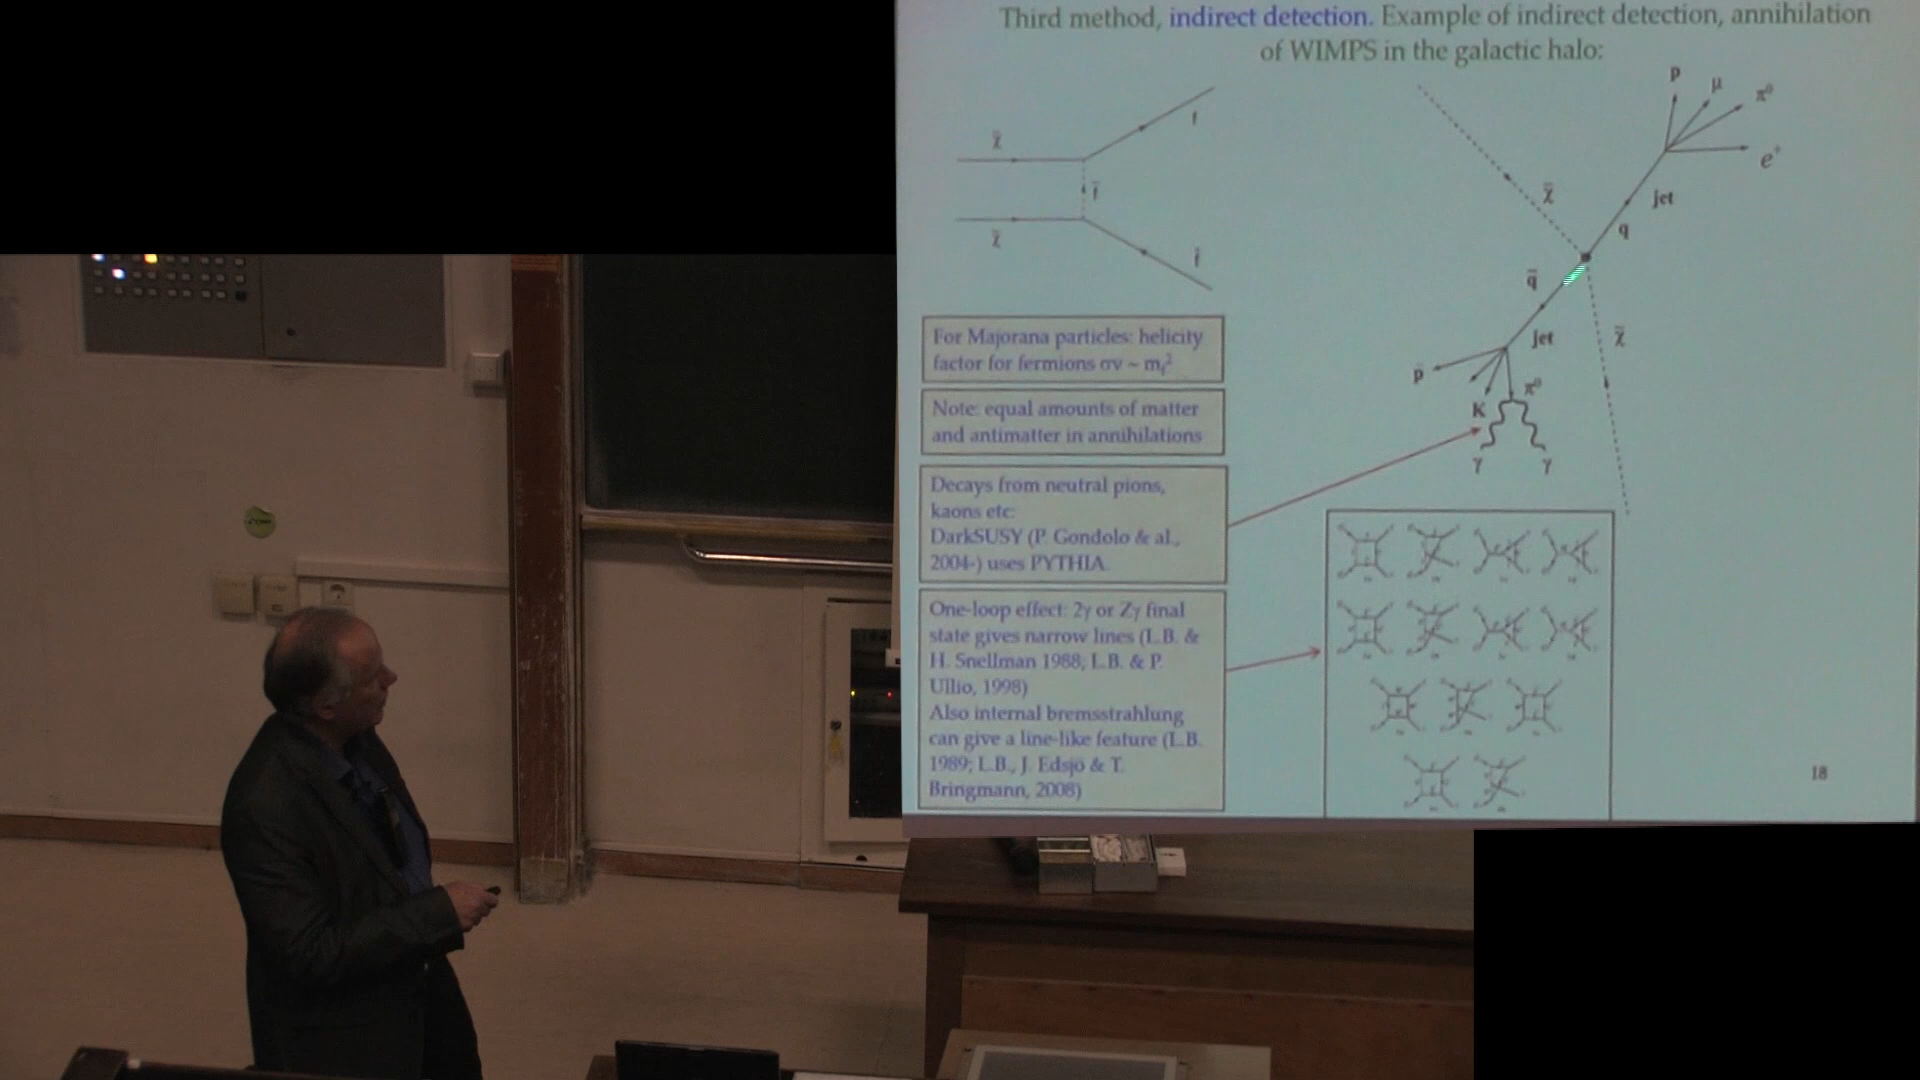 Third method, indirect detection. Example of indirect detection, annihilation
of WIMPS in the galactic halo:
χ̃
f
f̃
χ̃
f̄
p
μ
π⁰
e⁺
χ̃
jet
q
q̄
jet
χ̃
p
π⁰
K
γ
γ
For Majorana particles: helicity
factor for fermions σv ~ m_f²
Note: equal amounts of matter
and antimatter in annihilations
Decays from neutral pions,
kaons etc:
DarkSUSY (P. Gondolo & al.,
2004-) uses PYTHIA.
One-loop effect: 2γ or Zγ final
state gives narrow lines (L.B. &
H. Snellman 1988; L.B. & P.
Ullio, 1998)
Also internal bremsstrahlung
can give a line-like feature (L.B.
1989; L.B., J. Edsjö & T.
Bringmann, 2008)
18